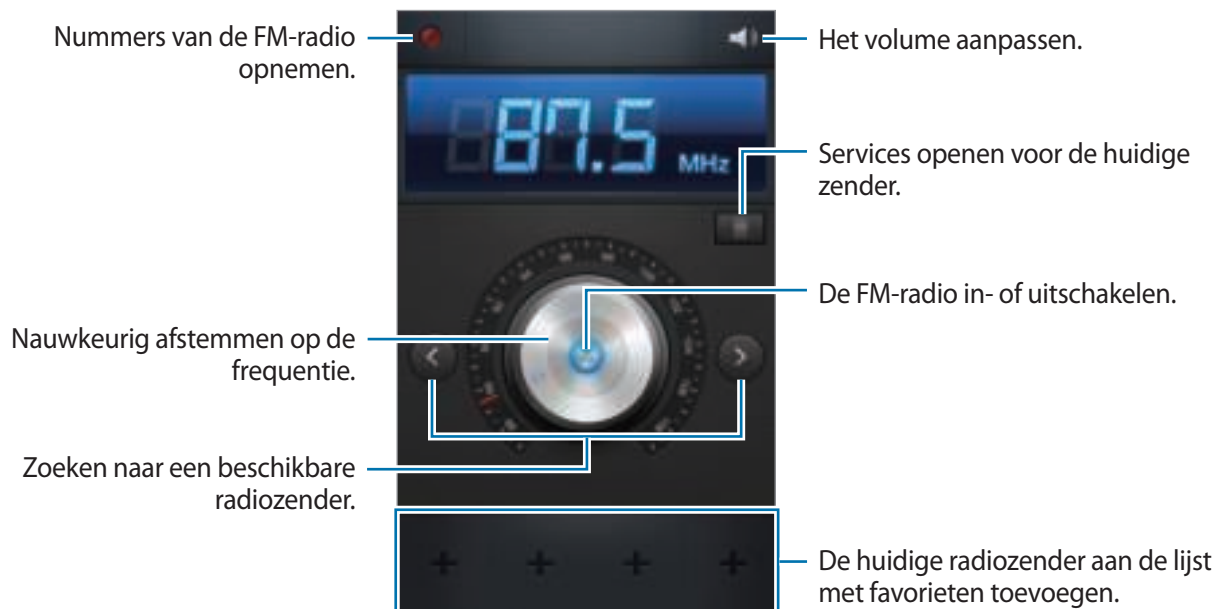 Nummers van de FM-radio
opnemen.
Het volume aanpassen.
87.5 MHz
Services openen voor de huidige
zender.
De FM-radio in- of uitschakelen.
Nauwkeurig afstemmen op de
frequentie.
Zoeken naar een beschikbare
radiozender.
De huidige radiozender aan de lijst
met favorieten toevoegen.